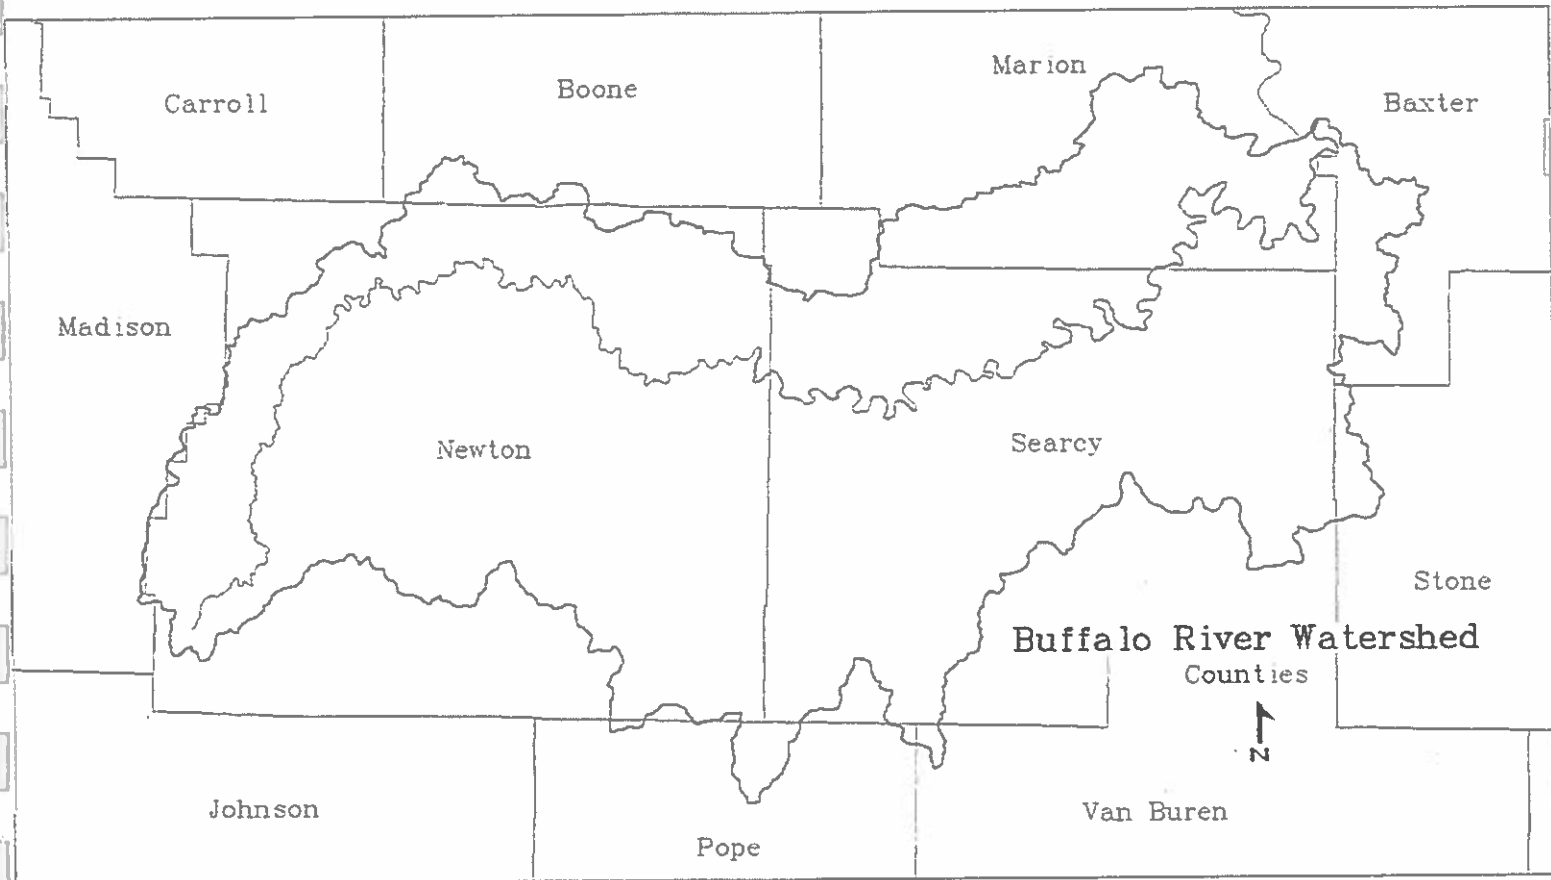 Marion
Boone
Carroll
Baxter
Madison
Newton
Searcy
Stone
Buffalo River Watershed
Counties
N
Johnson
Van Buren
Pope